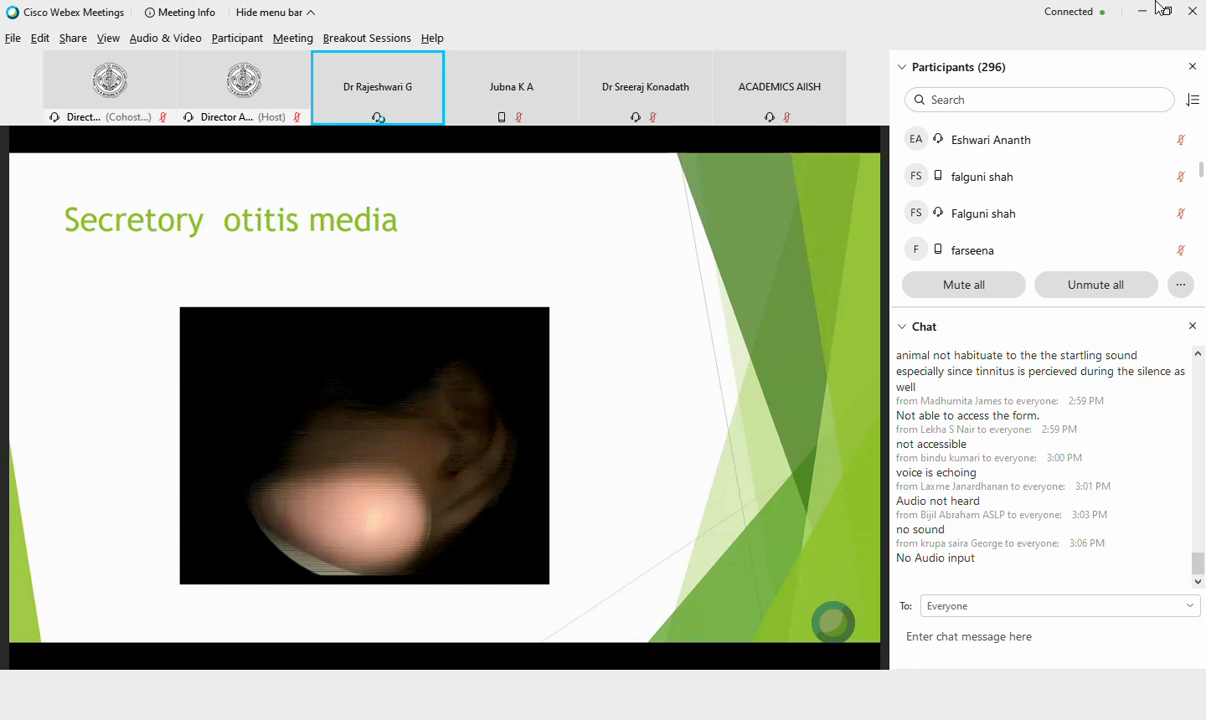 Cisco Webex Meetings
Meeting Info
Hide menu bar
Connected
File Edit Share View Audio & Video Participant Meeting Breakout Sessions Help
Dr Rajeshwari G
Jubna K A
Dr Sreeraj Konadath
ACADEMICS AIISH
Direct... (Cohost...)
Director A... (Host)
Secretory otitis media
Participants (296)
Search
EA Eshwari Ananth
FS falguni shah
FS Falguni shah
F farseena
Mute all
Unmute all
...
Chat
animal not habituate to the the startling sound
especially since tinnitus is percieved during the silence as
well
from Madhumita James to everyone: 2:59 PM
Not able to access the form.
from Lekha S Nair to everyone: 2:59 PM
not accessible
from bindu kumari to everyone: 3:00 PM
voice is echoing
from Laxme Janardhanan to everyone: 3:01 PM
Audio not heard
from Bijil Abraham ASLP to everyone: 3:03 PM
no sound
from krupa saira George to everyone: 3:06 PM
No Audio input
To: Everyone
Enter chat message here